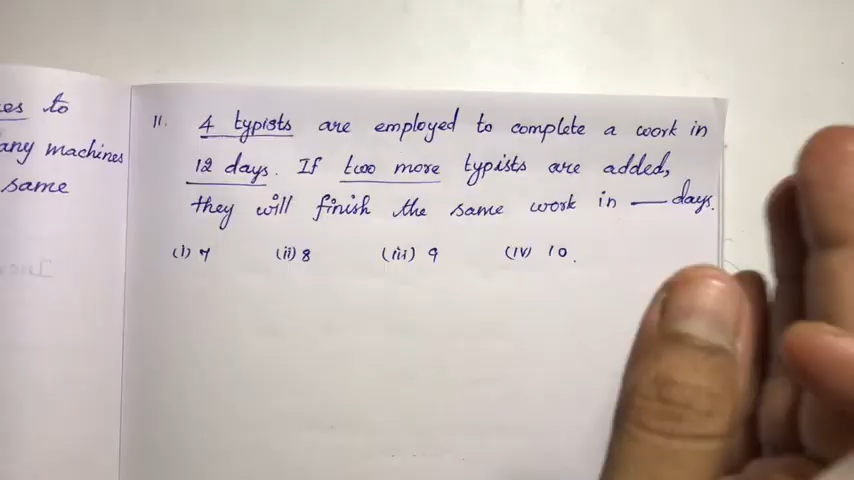 es to
any machines
same
11. 4 typists are employed to complete a work in
12 days. If two more typists are added,
they will finish the same work in — days.
(i) 7 (ii) 8 (iii) 9 (iv) 10.